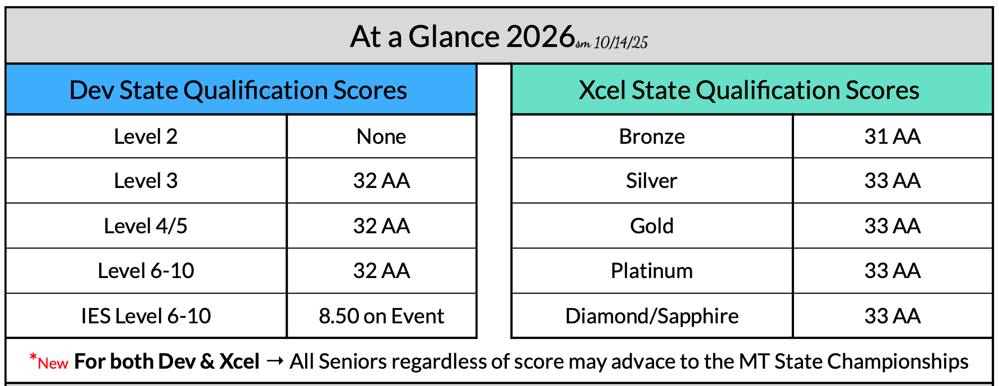 At a Glance 2026sm 10/14/25
Dev State Qualification Scores
Xcel State Qualification Scores
Level 2 None Bronze 31 AA
Level 3 32 AA Silver 33 AA
Level 4/5 32 AA Gold 33 AA
Level 6-10 32 AA Platinum 33 AA
IES Level 6-10 8.50 on Event Diamond/Sapphire 33 AA
*New For both Dev & Xcel → All Seniors regardless of score may advace to the MT State Championships